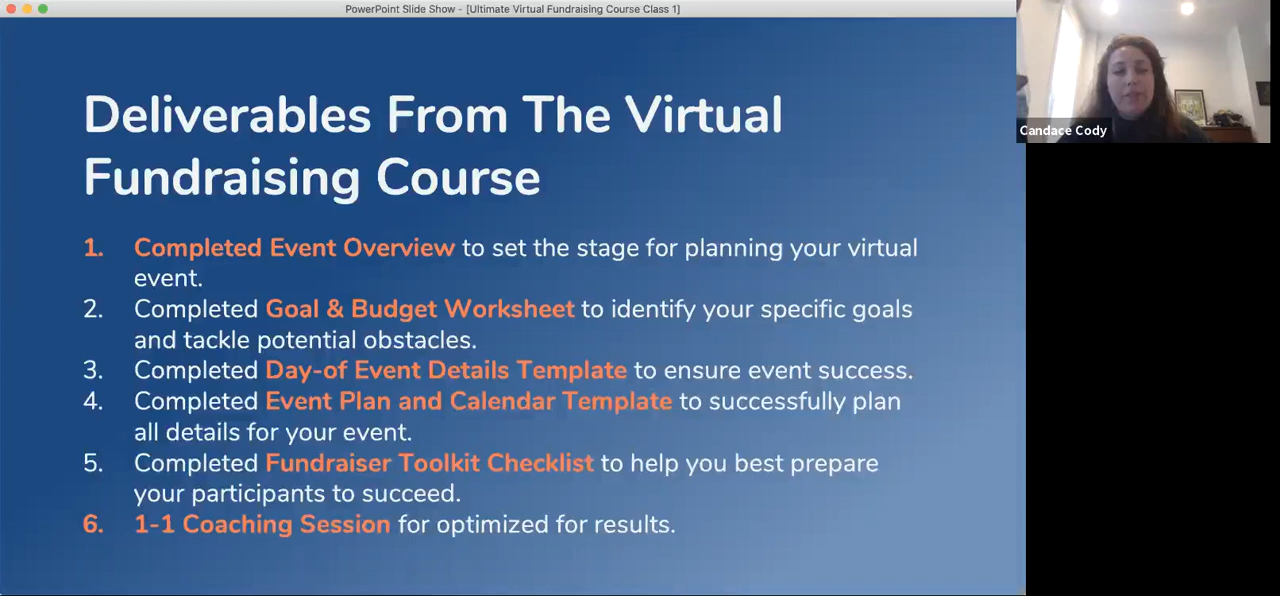 PowerPoint Slide Show - [Ultimate Virtual Fundraising Course Class 1]
Deliverables From The Virtual
Fundraising Course
1. Completed Event Overview to set the stage for planning your virtual
event.
2. Completed Goal & Budget Worksheet to identify your specific goals
and tackle potential obstacles.
3. Completed Day-of Event Details Template to ensure event success.
4. Completed Event Plan and Calendar Template to successfully plan
all details for your event.
5. Completed Fundraiser Toolkit Checklist to help you best prepare
your participants to succeed.
6. 1-1 Coaching Session for optimized for results.
Candace Cody